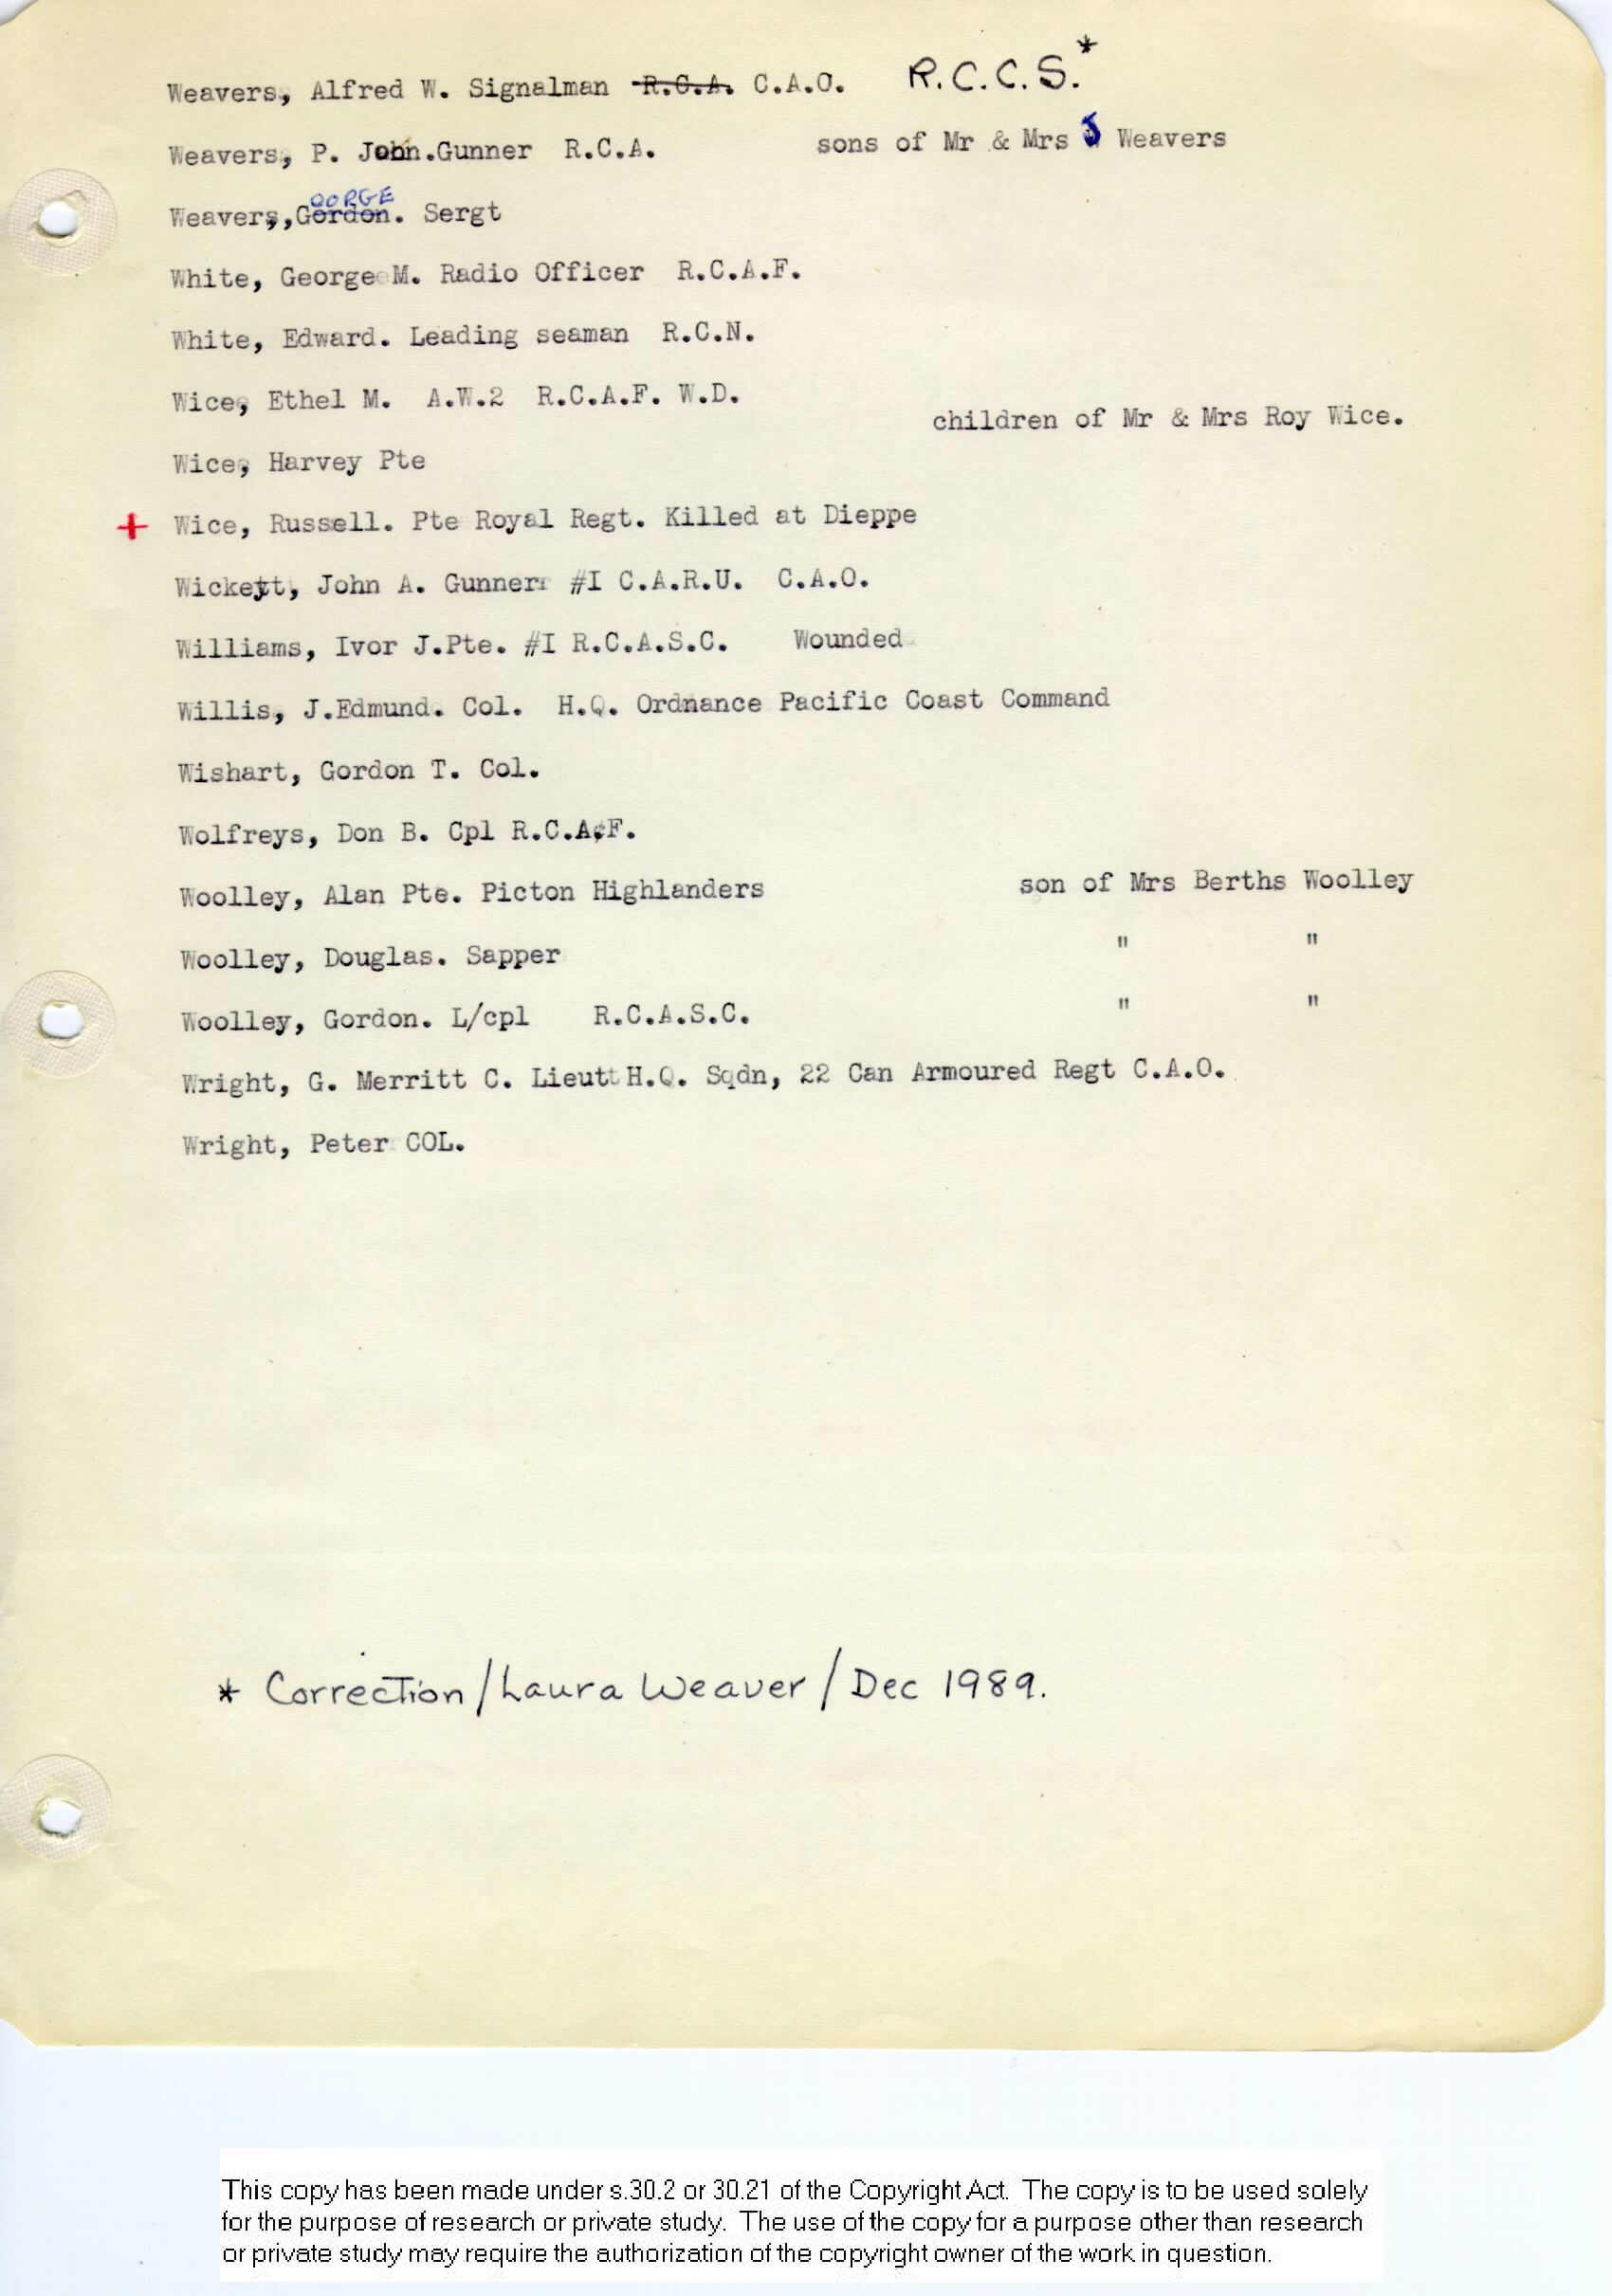 Weavers, Alfred W. Signalman R.C.A. C.A.O. R.C.C.S.*
Weavers, P. John.Gunner R.C.A. sons of Mr & Mrs J Weavers
OORGE
Weavers,Gordon. Sergt
White, George M. Radio Officer R.C.A.F.
White, Edward. Leading seaman R.C.N.
Wice, Ethel M. A.W.2 R.C.A.F. W.D.
children of Mr & Mrs Roy Wice.
Wice, Harvey Pte
+ Wice, Russell. Pte Royal Regt. Killed at Dieppe
Wickett, John A. Gunner #I C.A.R.U. C.A.O.
Williams, Ivor J.Pte. #I R.C.A.S.C. Wounded
Willis, J.Edmund. Col. H.Q. Ordnance Pacific Coast Command
Wishart, Gordon T. Col.
Wolfreys, Don B. Cpl R.C.A.F.
Woolley, Alan Pte. Picton Highlanders son of Mrs Berths Woolley
Woolley, Douglas. Sapper " "
Woolley, Gordon. L/cpl R.C.A.S.C. " "
Wright, G. Merritt C. Lieut H.Q. Sqdn, 22 Can Armoured Regt C.A.O.
Wright, Peter COL.
* Correction/Laura Weaver/Dec 1989.
This copy has been made under s.30.2 or 30.21 of the Copyright Act. The copy is to be used solely
for the purpose of research or private study. The use of the copy for a purpose other than research
or private study may require the authorization of the copyright owner of the work in question.